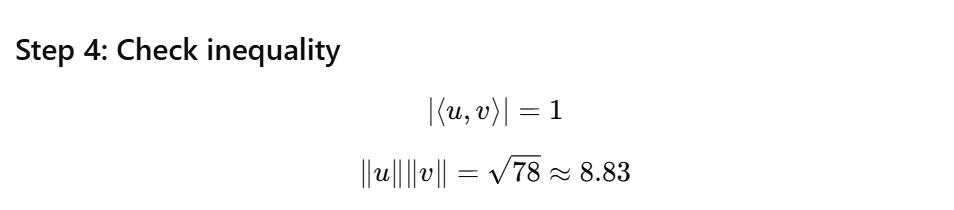 Step 4: Check inequality
|⟨u, v⟩| = 1
‖u‖‖v‖ = √78 ≈ 8.83